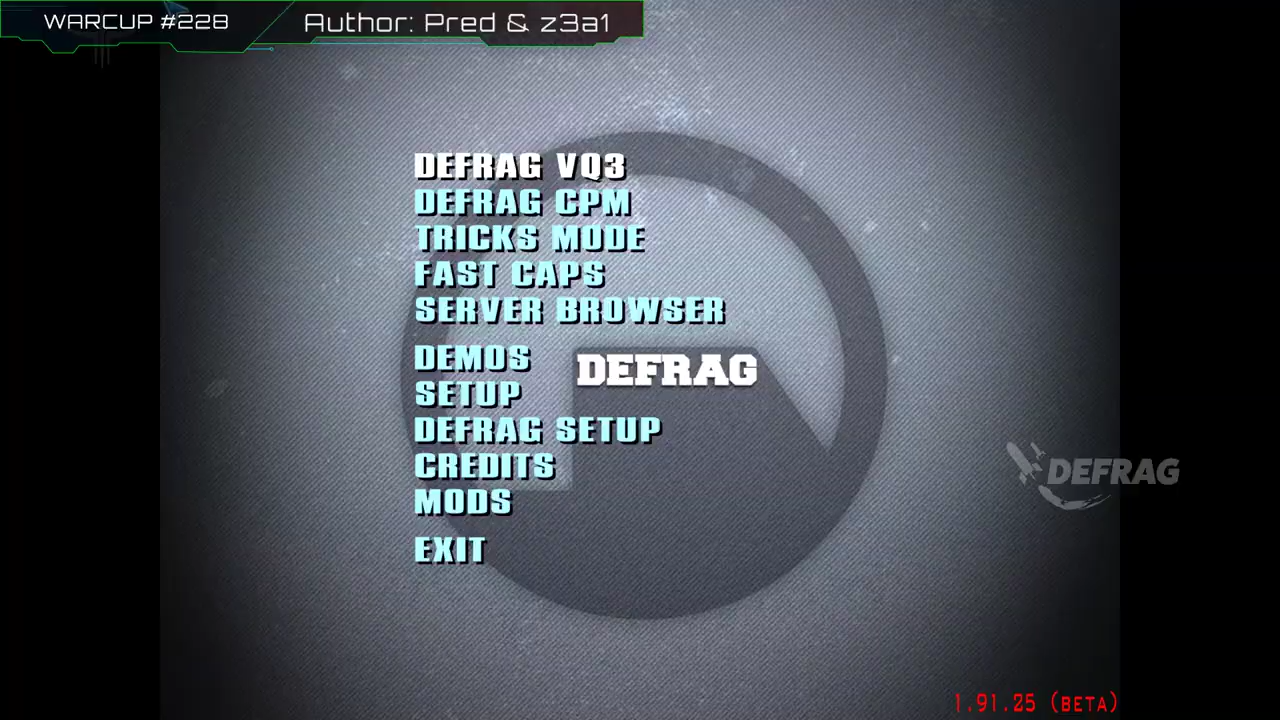 WARCUP #228
Author: Pred & z3a1
DEFRAG VQ3
DEFRAG CPM
TRICKS MODE
FAST CAPS
SERVER BROWSER
DEMOS
DEFRAG
SETUP
DEFRAG SETUP
CREDITS
DEFRAG
MODS
EXIT
1.91.25 (BETA)